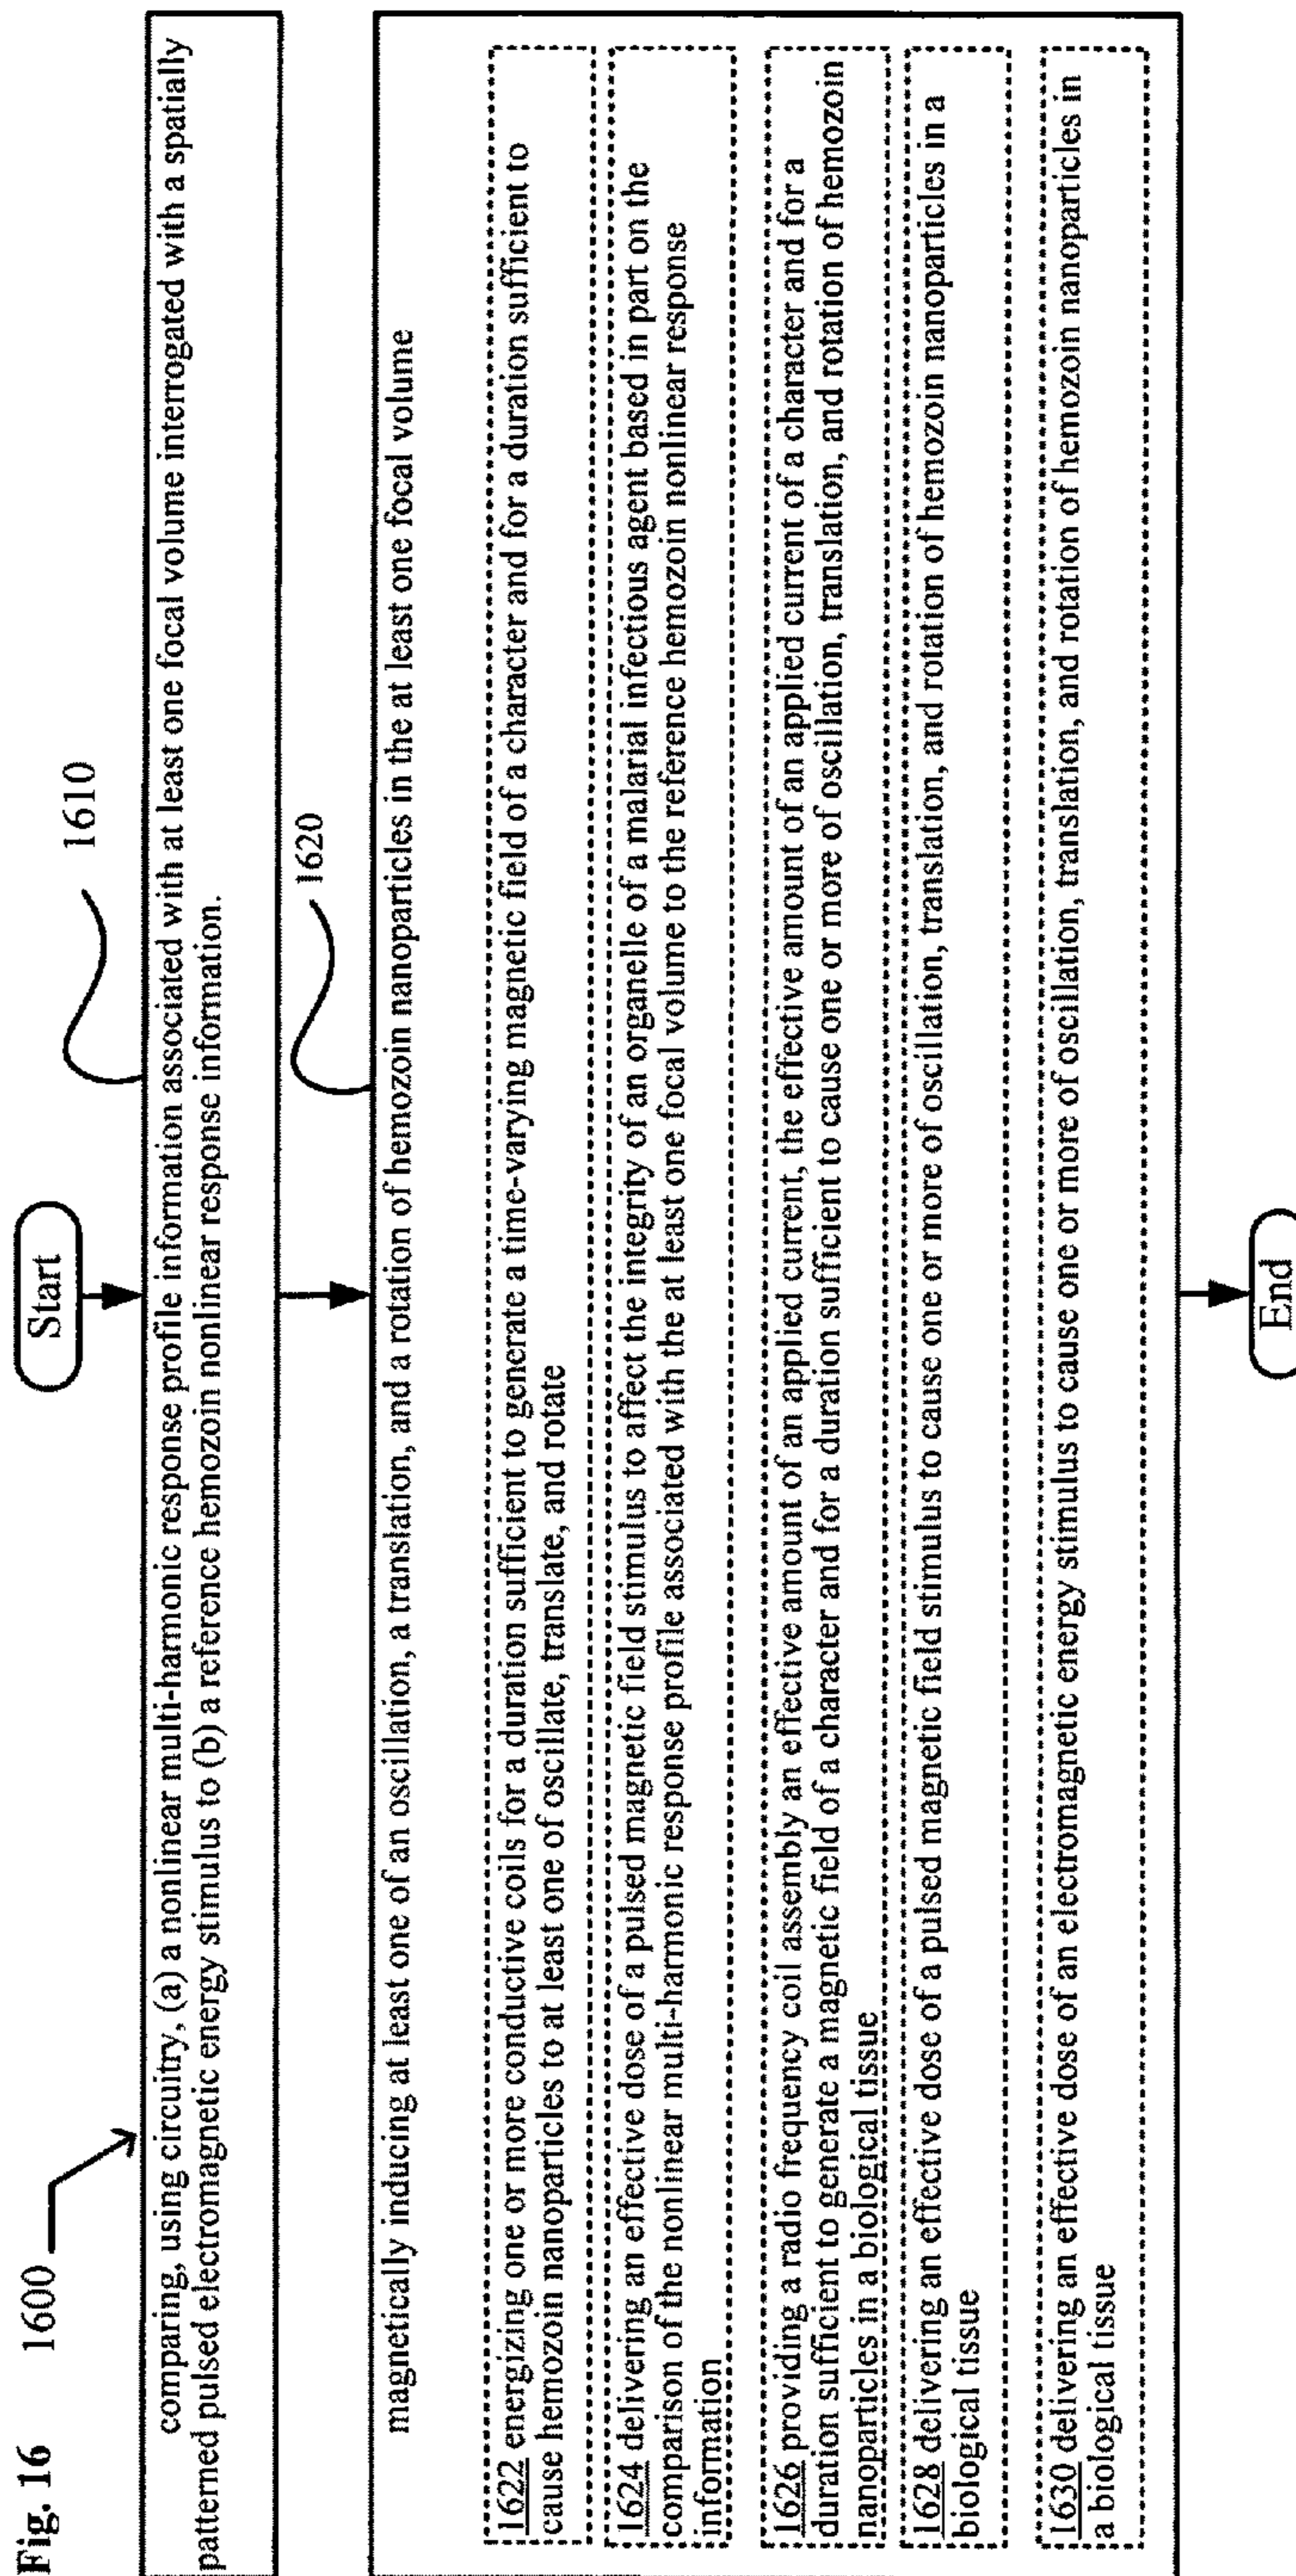 Fig. 16
1600
Start
1610
comparing, using circuitry, (a) a nonlinear multi-harmonic response profile information associated with at least one focal volume interrogated with a spatially
patterned pulsed electromagnetic energy stimulus to (b) a reference hemozoin nonlinear response information.
1620
magnetically inducing at least one of an oscillation, a translation, and a rotation of hemozoin nanoparticles in the at least one focal volume
1622 energizing one or more conductive coils for a duration sufficient to generate a time-varying magnetic field of a character and for a duration sufficient to
cause hemozoin nanoparticles to at least one of oscillate, translate, and rotate
1624 delivering an effective dose of a pulsed magnetic field stimulus to affect the integrity of an organelle of a malarial infectious agent based in part on the
comparison of the nonlinear multi-harmonic response profile associated with the at least one focal volume to the reference hemozoin nonlinear response
information
1626 providing a radio frequency coil assembly an effective amount of an applied current, the effective amount of an applied current of a character and for a
duration sufficient to generate a magnetic field of a character and for a duration sufficient to cause one or more of oscillation, translation, and rotation of hemozoin
nanoparticles in a biological tissue
1628 delivering an effective dose of a pulsed magnetic field stimulus to cause one or more of oscillation, translation, and rotation of hemozoin nanoparticles in a
biological tissue
1630 delivering an effective dose of an electromagnetic energy stimulus to cause one or more of oscillation, translation, and rotation of hemozoin nanoparticles in
a biological tissue
End